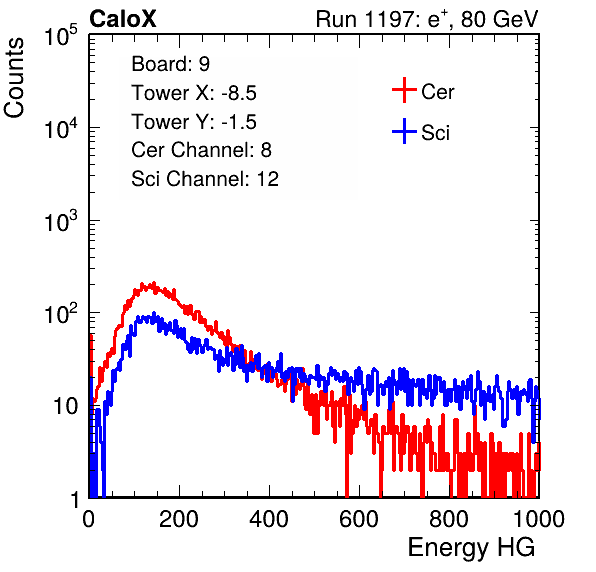 CaloX Run 1197: e⁺, 80 GeV
Counts
Board: 9
Tower X: -8.5
Tower Y: -1.5
Cer Channel: 8
Sci Channel: 12
Cer
Sci
10⁵
10⁴
10³
10²
10
1
0 200 400 600 800 1000
Energy HG